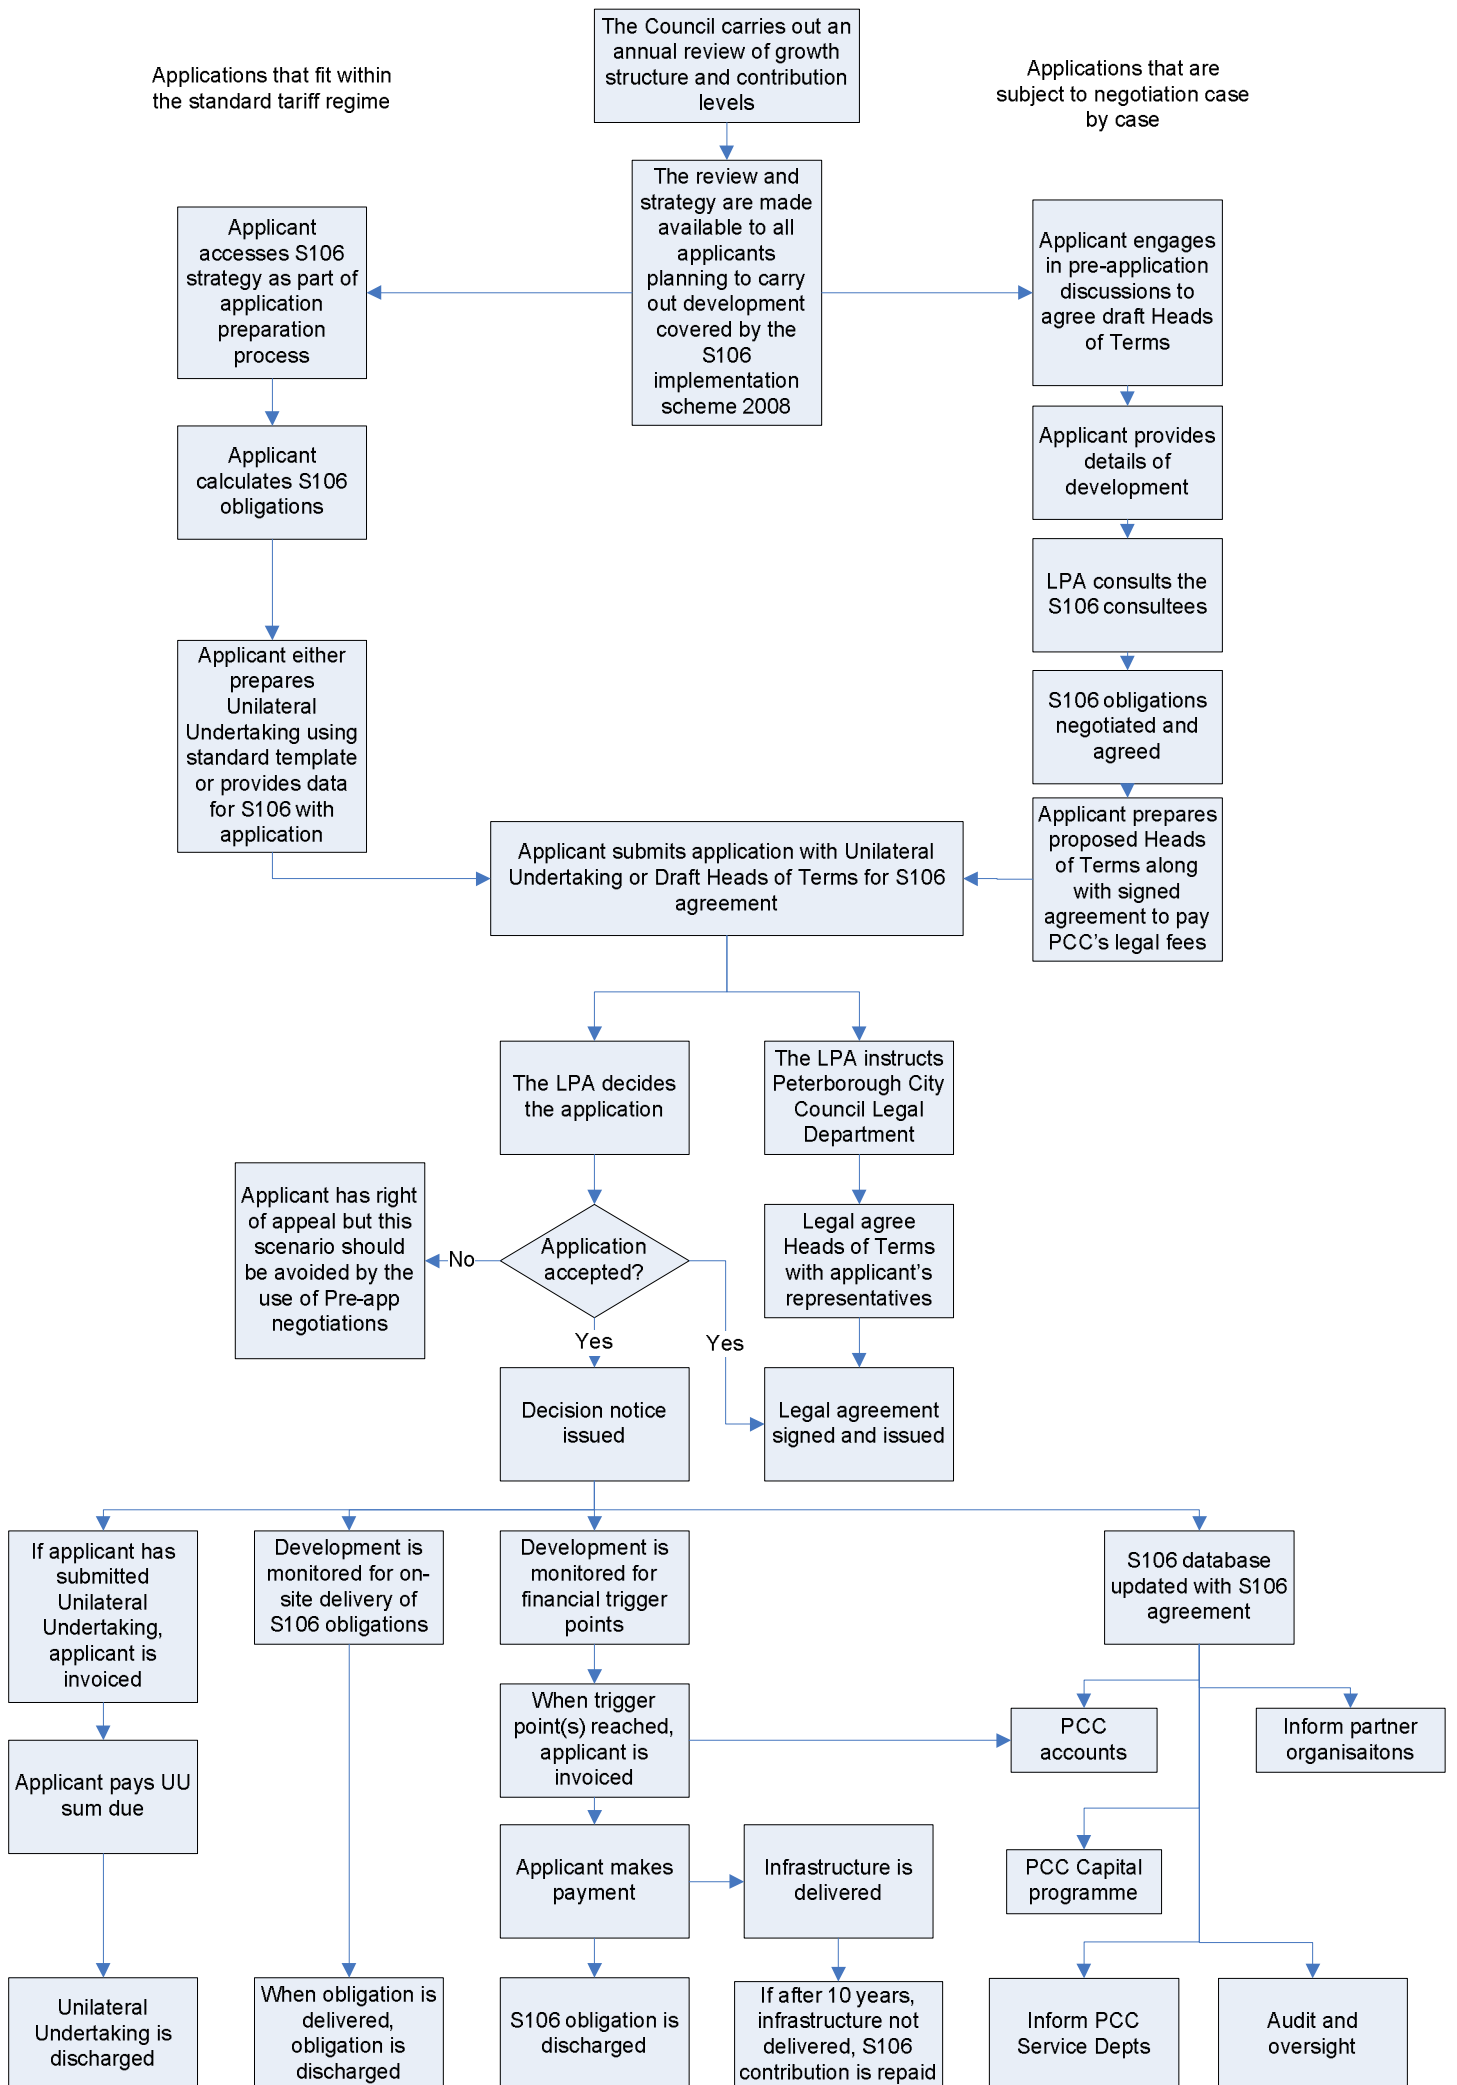 The Council carries out an
annual review of growth
structure and contribution
levels
Applications that fit within
the standard tariff regime
Applications that are
subject to negotiation case
by case
The review and
strategy are made
available to all
applicants
planning to carry
out development
covered by the
S106
implementation
scheme 2008
Applicant
accesses S106
strategy as part of
application
preparation
process
Applicant engages
in pre-application
discussions to
agree draft Heads
of Terms
Applicant
calculates S106
obligations
Applicant provides
details of
development
LPA consults the
S106 consultees
Applicant either
prepares
Unilateral
Undertaking using
standard template
or provides data
for S106 with
application
S106 obligations
negotiated and
agreed
Applicant prepares
proposed Heads
of Terms along
with signed
agreement to pay
PCC's legal fees
Applicant submits application with Unilateral
Undertaking or Draft Heads of Terms for S106
agreement
The LPA decides
the application
The LPA instructs
Peterborough City
Council Legal
Department
Applicant has right
of appeal but this
scenario should
be avoided by the
use of Pre-app
negotiations
No
Application
accepted?
Legal agree
Heads of Terms
with applicant's
representatives
Yes
Yes
Decision notice
issued
Legal agreement
signed and issued
If applicant has
submitted
Unilateral
Undertaking,
applicant is
invoiced
Development is
monitored for on-
site delivery of
S106 obligations
Development is
monitored for
financial trigger
points
S106 database
updated with S106
agreement
When trigger
point(s) reached,
applicant is
invoiced
PCC
accounts
Inform partner
organisaitons
Applicant pays UU
sum due
Applicant makes
payment
Infrastructure is
delivered
PCC Capital
programme
Unilateral
Undertaking is
discharged
When obligation is
delivered,
obligation is
discharged
S106 obligation is
discharged
If after 10 years,
infrastructure not
delivered, S106
contribution is repaid
Inform PCC
Service Depts
Audit and
oversight